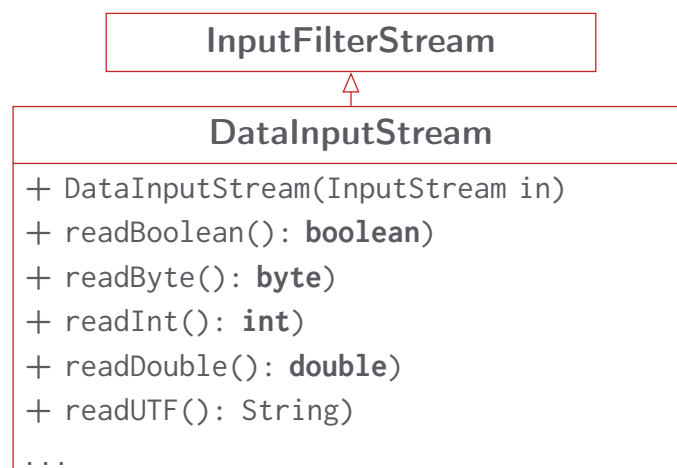 InputFilterStream
DataInputStream
+ DataInputStream(InputStream in)
+ readBoolean(): boolean)
+ readByte(): byte)
+ readInt(): int)
+ readDouble(): double)
+ readUTF(): String)
...